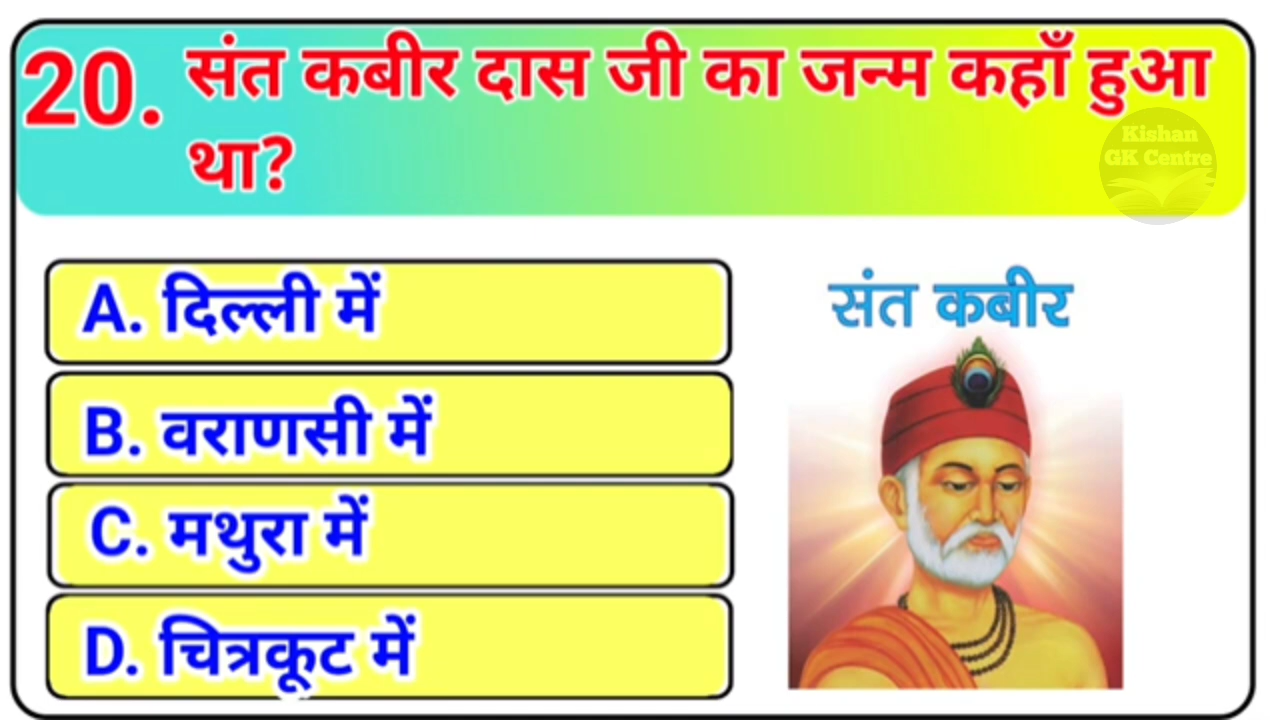 20. संत कबीर दास जी का जन्म कहाँ हुआ
था?
Kishan
GK Centre
A. दिल्ली में
B. वराणसी में
C. मथुरा में
D. चित्रकूट में
संत कबीर